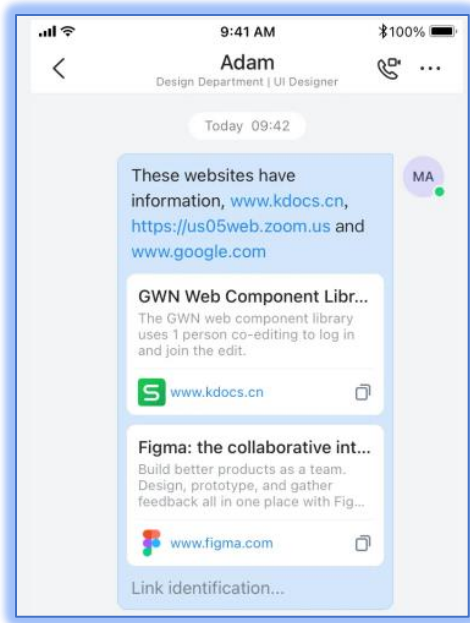 9:41 AM
100%
Adam
Design Department | UI Designer
Today 09:42
MA
These websites have
information, www.kdocs.cn,
https://us05web.zoom.us and
www.google.com
GWN Web Component Libr...
The GWN web component library
uses 1 person co-editing to log in
and join the edit.
www.kdocs.cn
Figma: the collaborative int...
Build better products as a team.
Design, prototype, and gather
feedback all in one place with Fig...
www.figma.com
Link identification...